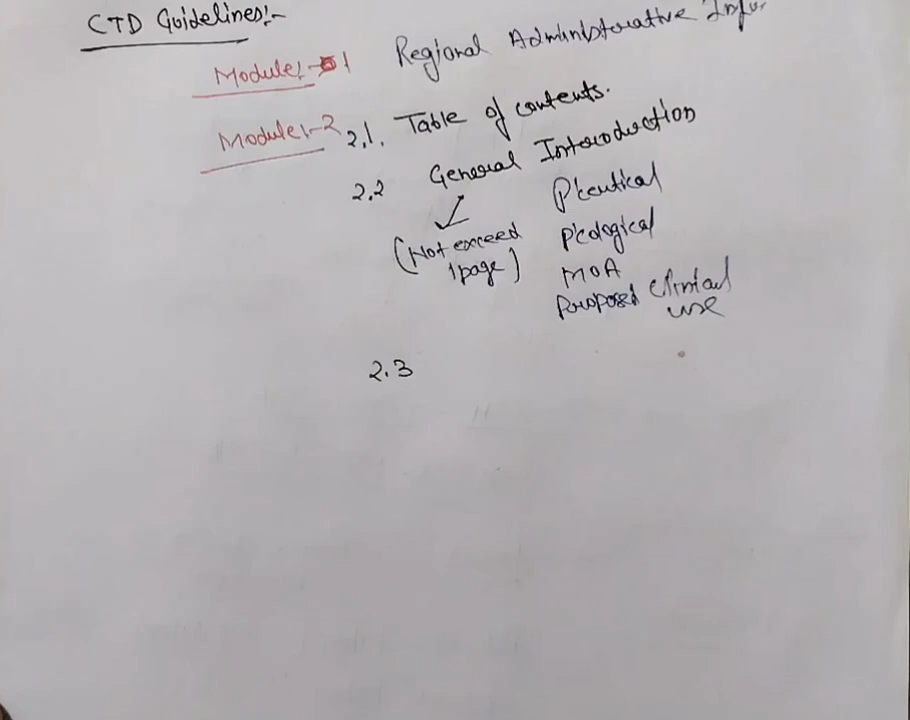 CTD Guidelines:-
Module:-1 Regional Administrative Infor
Module:-2 2.1. Table of contents.
2.2 General Introduction
(Not exceed 1page)
P'ceutical
P'cological
MOA
Proposed clinical use
2.3